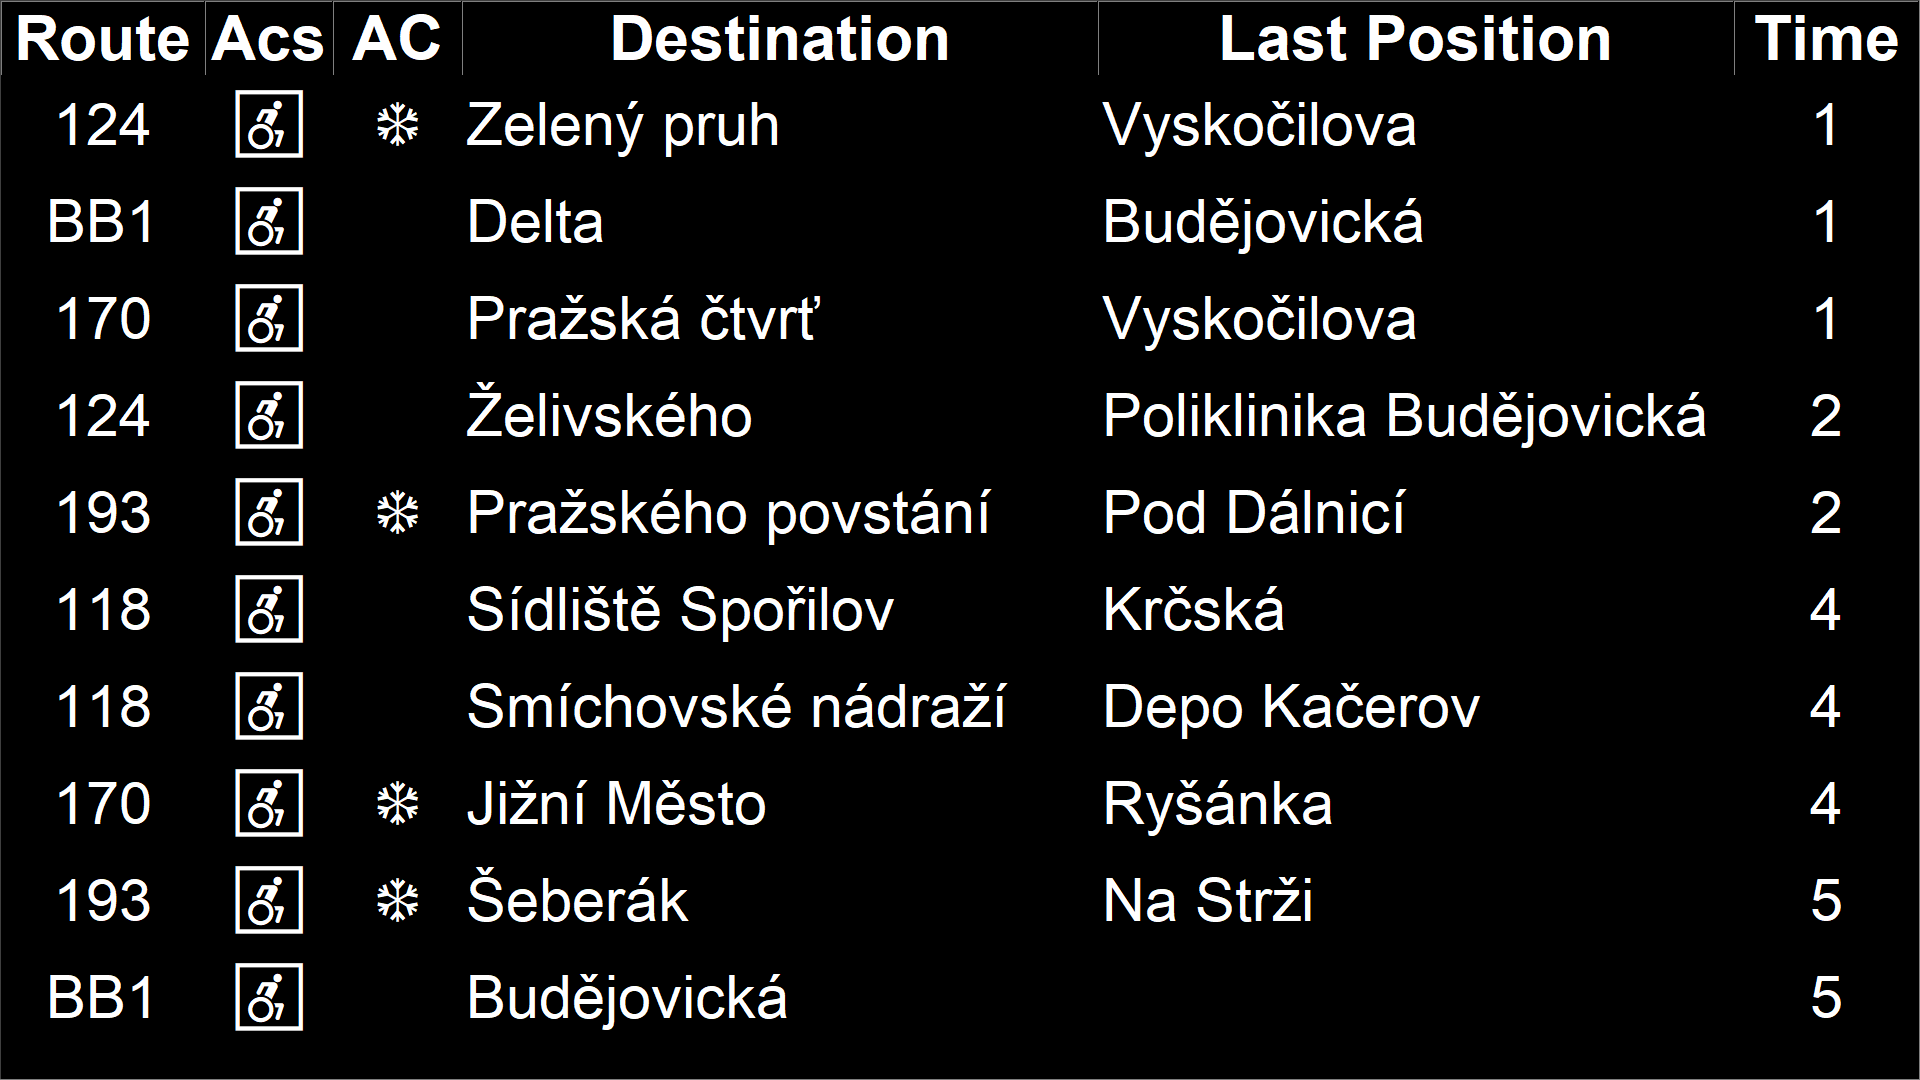 Route Acs AC Destination Last Position Time
124 Zelený pruh Vyskočilova 1
BB1 Delta Budějovická 1
170 Pražská čtvrť Vyskočilova 1
124 Želivského Poliklinika Budějovická 2
193 Pražského povstání Pod Dálnicí 2
118 Sídliště Spořilov Krčská 4
118 Smíchovské nádraží Depo Kačerov 4
170 Jižní Město Ryšánka 4
193 Šeberák Na Strži 5
BB1 Budějovická 5